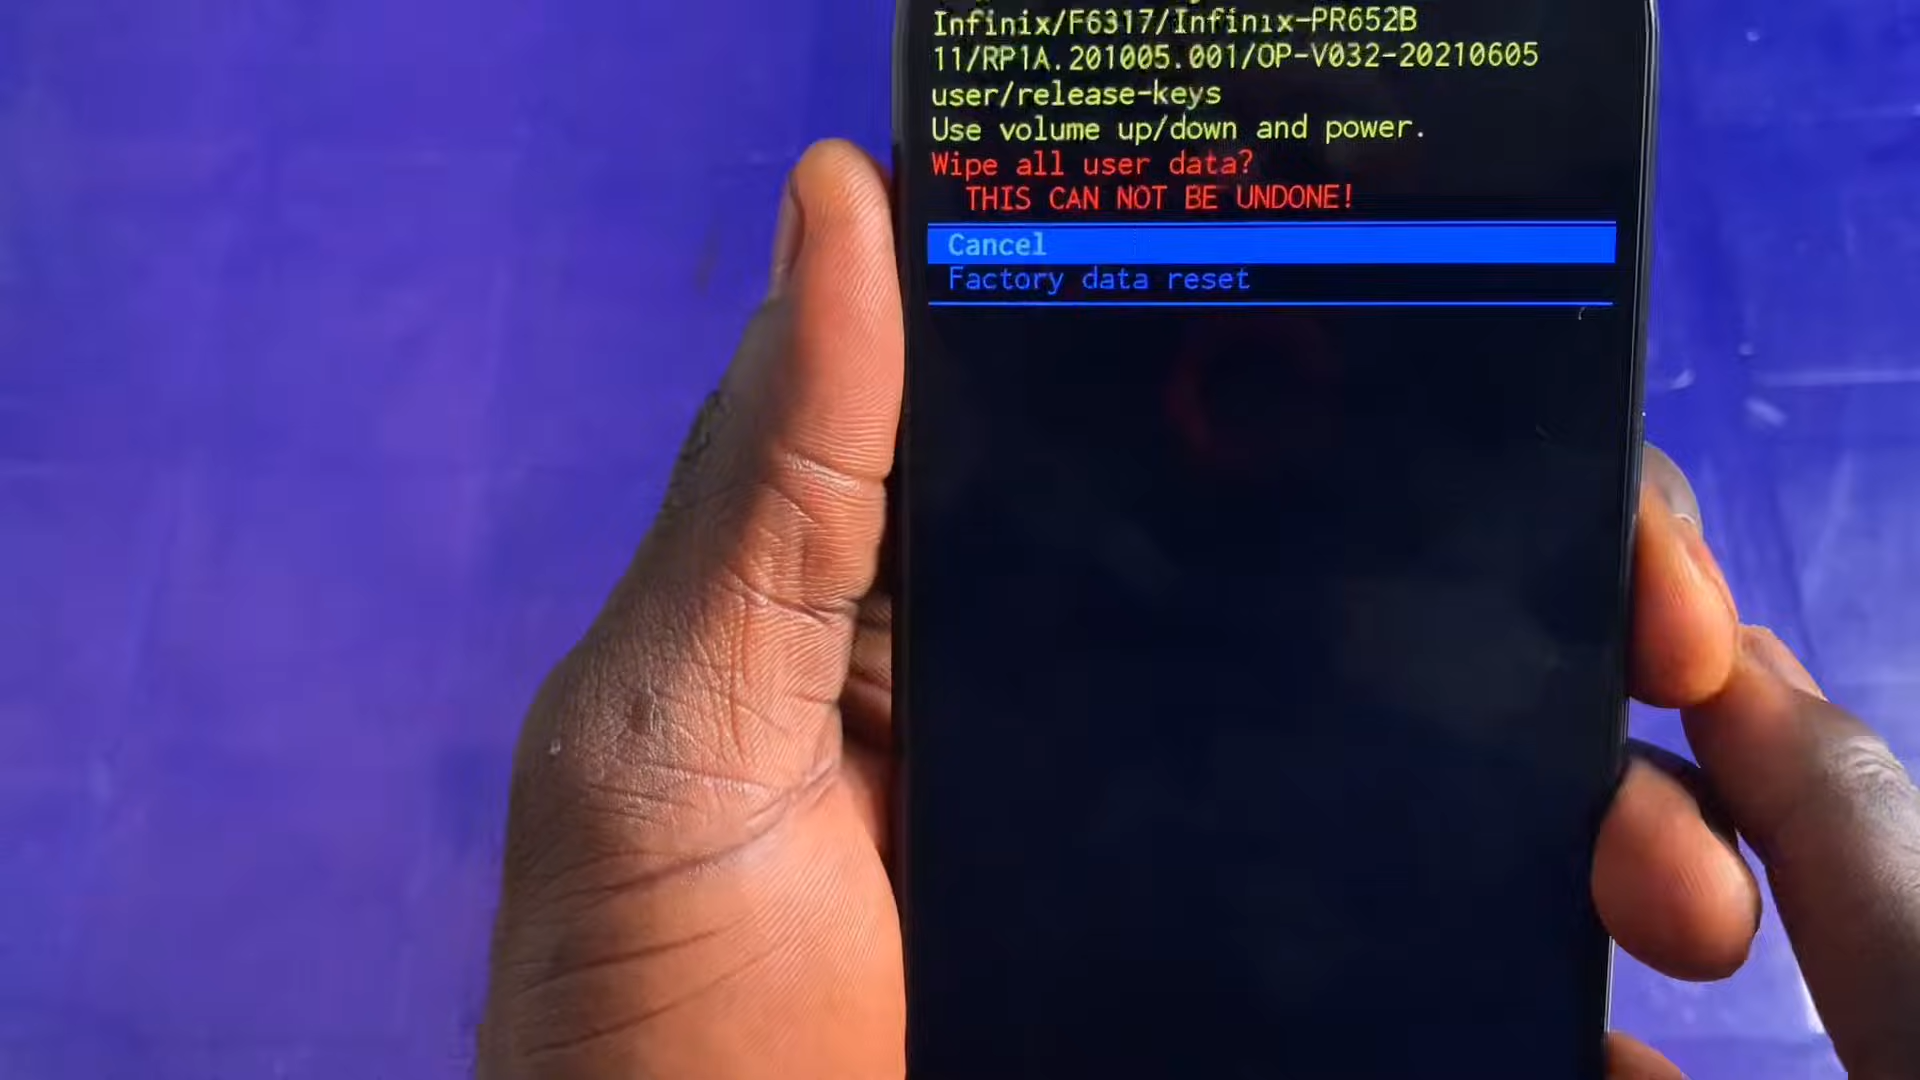 Infinix/F6317/Infinix-PR652B
11/RP1A.201005.001/OP-V032-20210605
user/release-keys
Use volume up/down and power.
Wipe all user data?
THIS CAN NOT BE UNDONE!
Cancel
Factory data reset